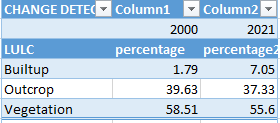 CHANGE DETEC Column1 Column2
2000 2021
LULC percentage percentage2
Builtup 1.79 7.05
Outcrop 39.63 37.33
Vegetation 58.51 55.6